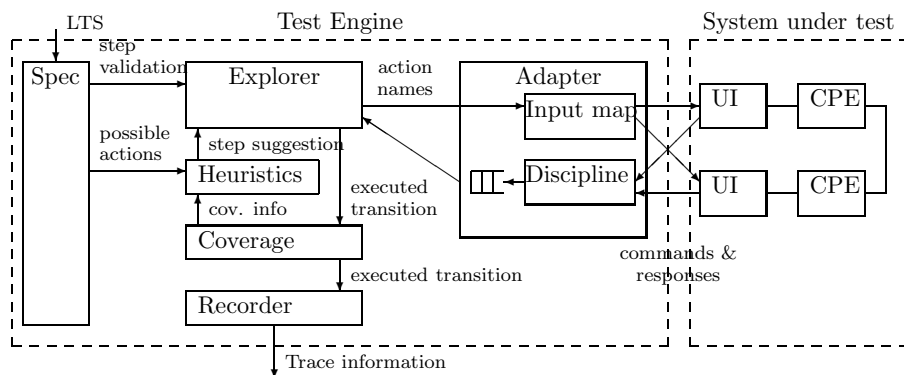 Test Engine
System under test
LTS
step
validation
Spec
Explorer
action
names
Adapter
Input map
UI
CPE
possible
actions
step suggestion
Heuristics
Discipline
UI
CPE
executed
transition
cov. info
Coverage
commands &
responses
executed transition
Recorder
Trace information